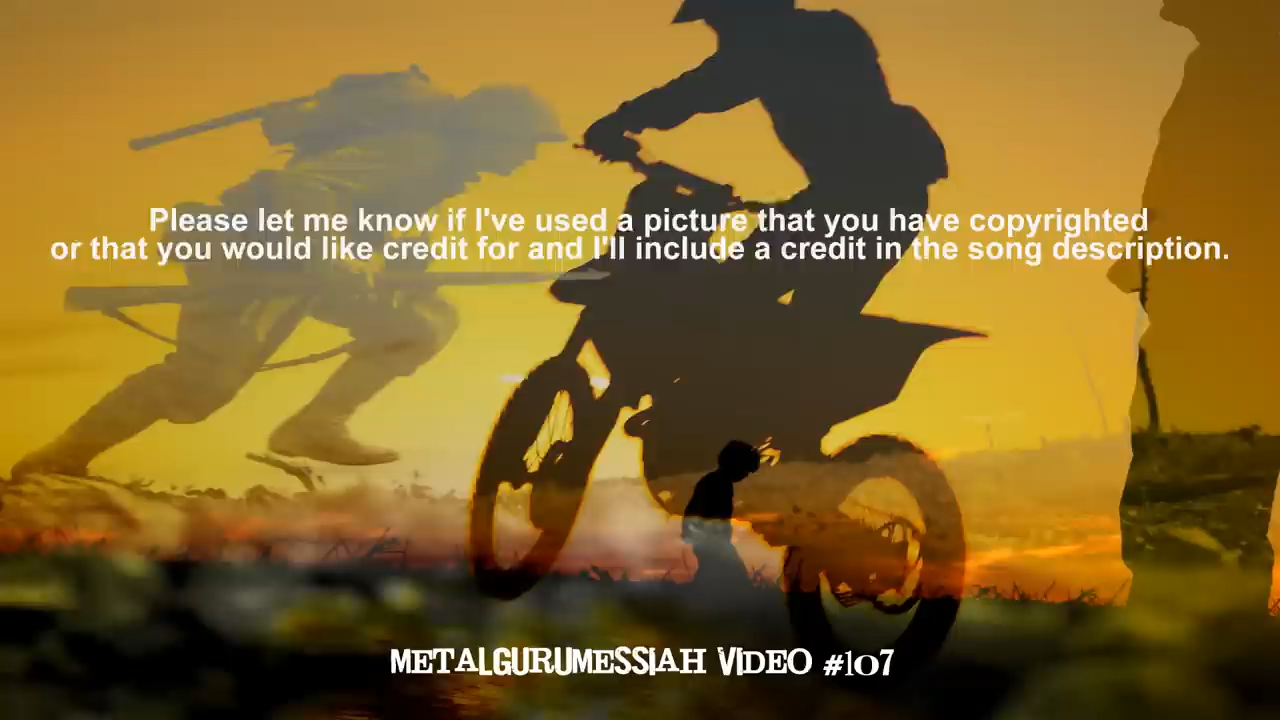 Please let me know if I've used a picture that you have copyrighted
or that you would like credit for and I'll include a credit in the song description.
METALGURUMESSIAH VIDEO #107